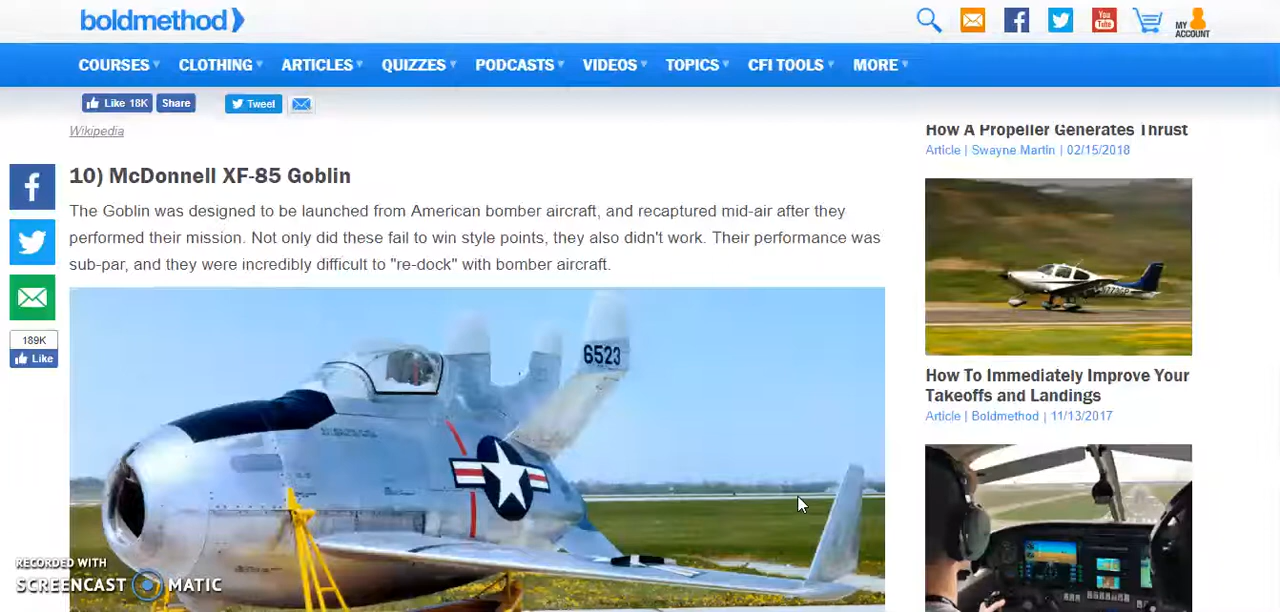 boldmethod
MY
ACCOUNT
You
Tube
COURSES CLOTHING ARTICLES QUIZZES PODCASTS VIDEOS TOPICS CFI TOOLS MORE
Like 18K Share Tweet
Wikipedia
10) McDonnell XF-85 Goblin
The Goblin was designed to be launched from American bomber aircraft, and recaptured mid-air after they
performed their mission. Not only did these fail to win style points, they also didn't work. Their performance was
sub-par, and they were incredibly difficult to "re-dock" with bomber aircraft.
189K
Like
6523
RECORDED WITH
SCREENCAST MATIC
How A Propeller Generates Thrust
Article | Swayne Martin | 02/15/2018
How To Immediately Improve Your
Takeoffs and Landings
Article | Boldmethod | 11/13/2017